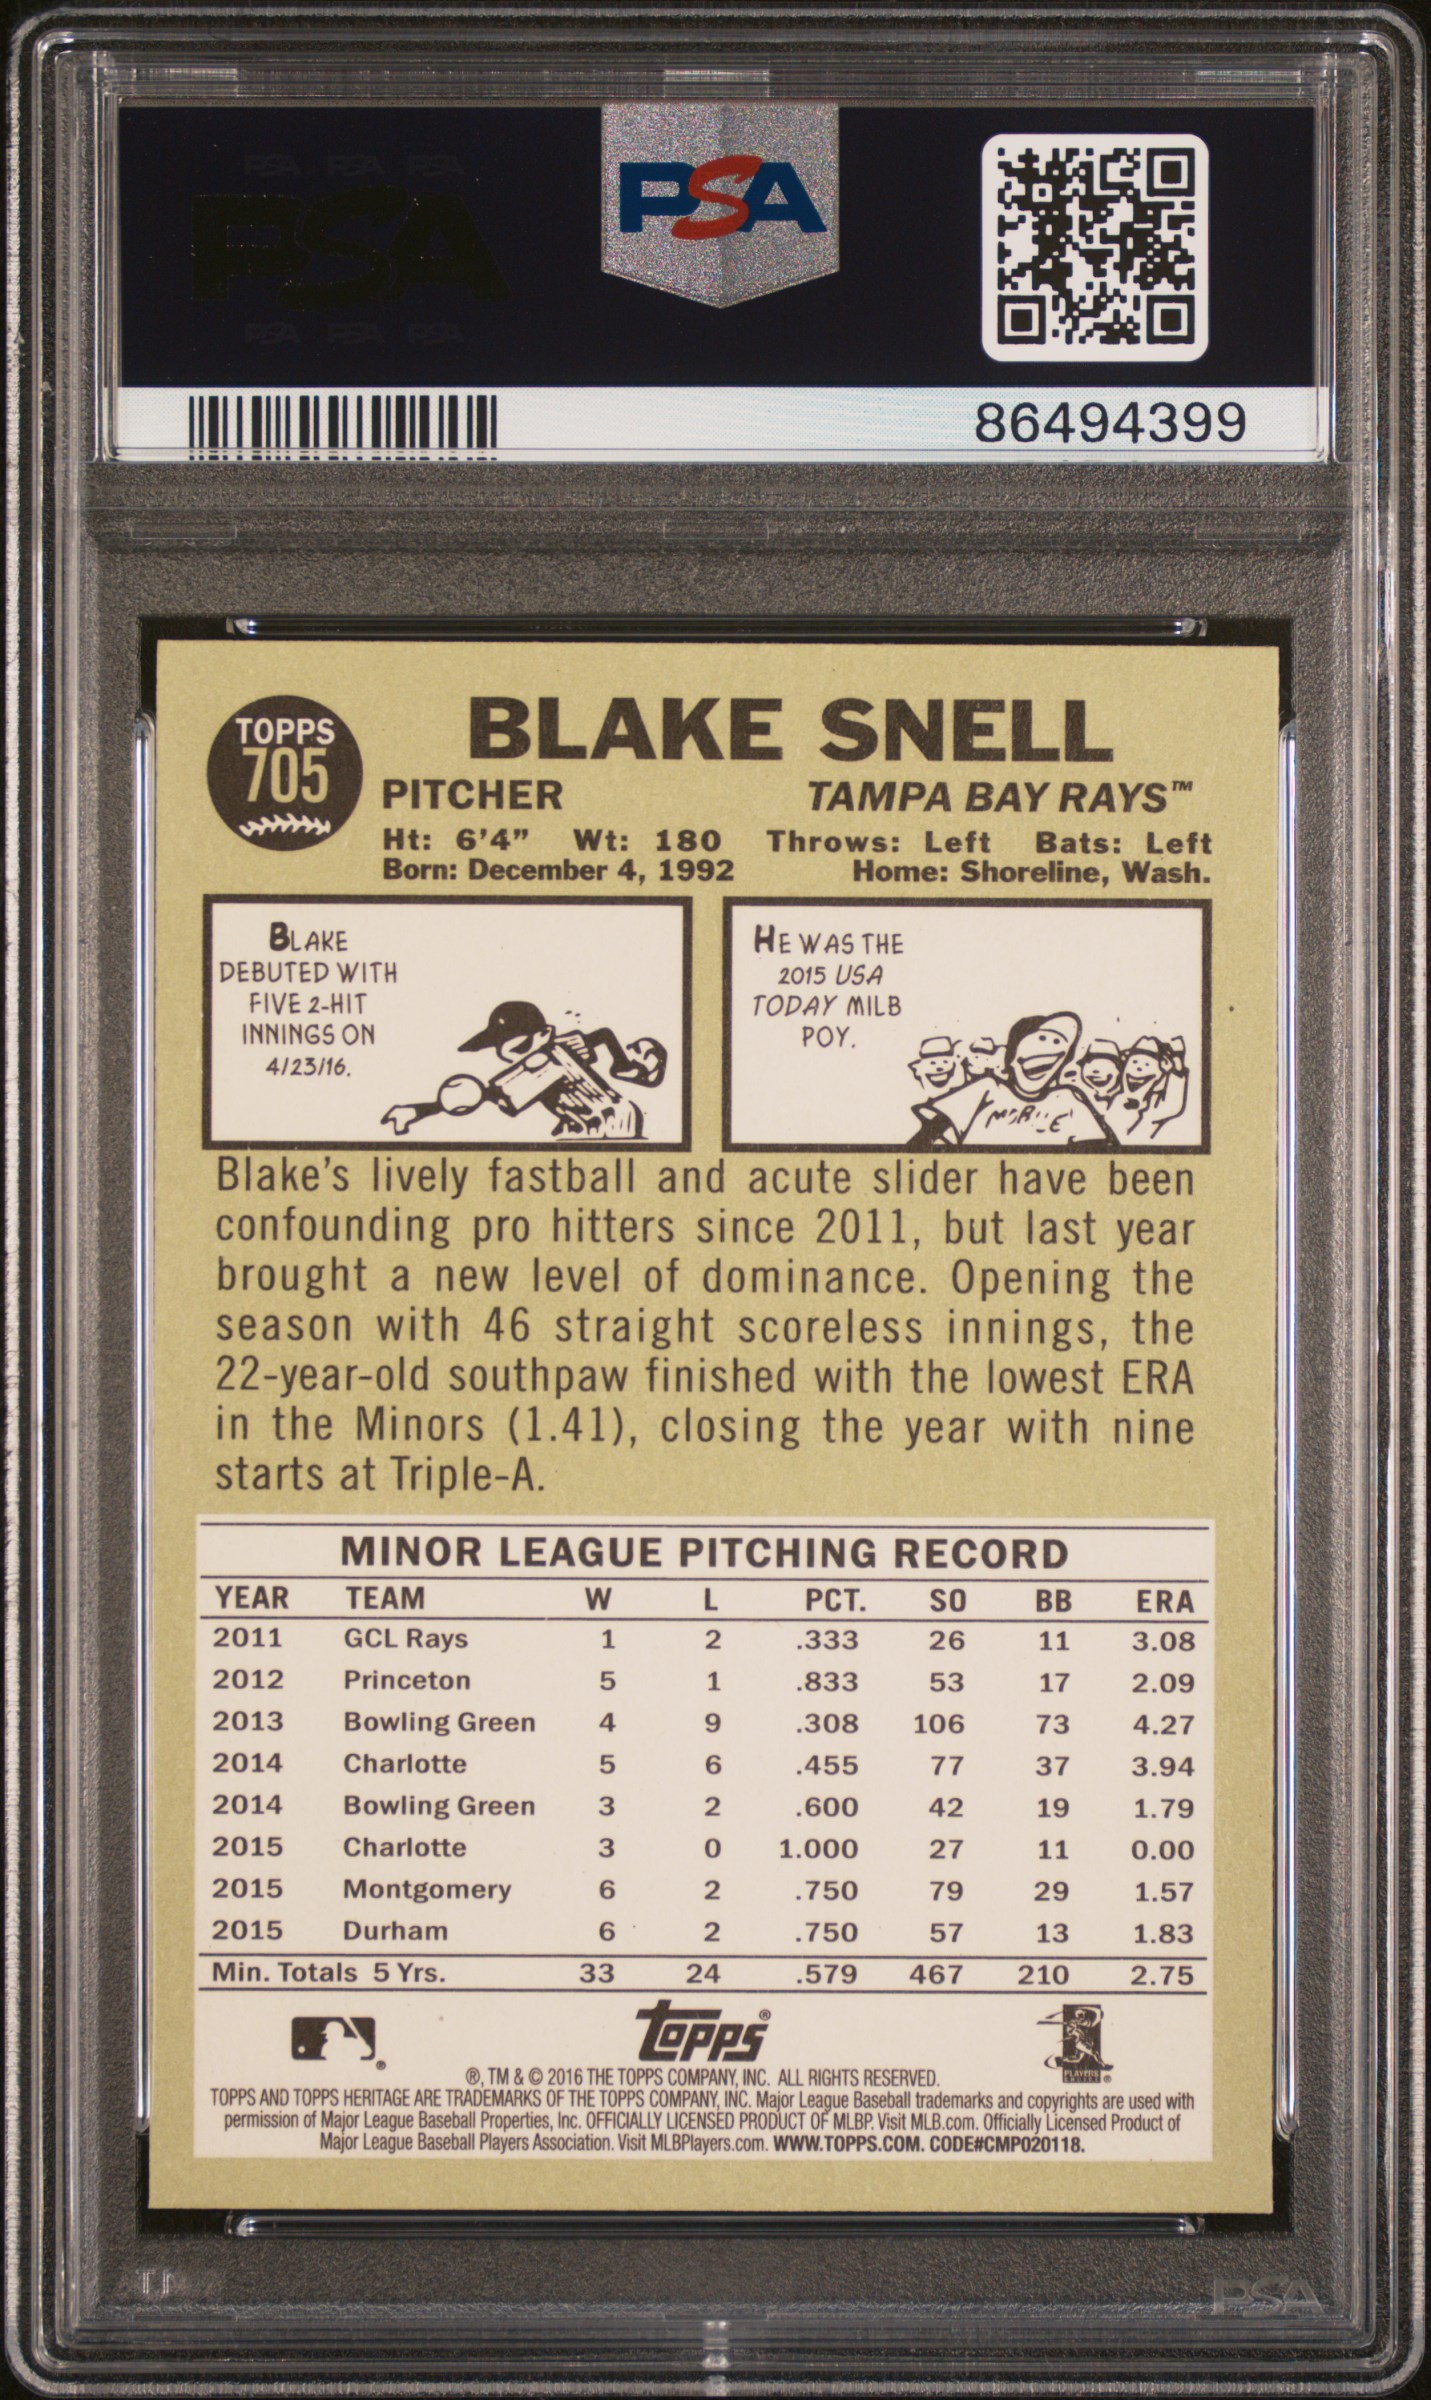 PSA PSA PSA
PSA
PSA PSA PSA
PSA
86494399
TOPPS
705
BLAKE SNELL
PITCHER TAMPA BAY RAYS™
Ht: 6'4" Wt: 180 Throws: Left Bats: Left
Born: December 4, 1992 Home: Shoreline, Wash.
BLAKE
DEBUTED WITH
FIVE 2-HIT
INNINGS ON
4/23/16.
HE WAS THE
2015 USA
TODAY MILB
POY.
Blake's lively fastball and acute slider have been
confounding pro hitters since 2011, but last year
brought a new level of dominance. Opening the
season with 46 straight scoreless innings, the
22-year-old southpaw finished with the lowest ERA
in the Minors (1.41), closing the year with nine
starts at Triple-A.
MINOR LEAGUE PITCHING RECORD
YEAR TEAM W L PCT. SO BB ERA
2011 GCL Rays 1 2 .333 26 11 3.08
2012 Princeton 5 1 .833 53 17 2.09
2013 Bowling Green 4 9 .308 106 73 4.27
2014 Charlotte 5 6 .455 77 37 3.94
2014 Bowling Green 3 2 .600 42 19 1.79
2015 Charlotte 3 0 1.000 27 11 0.00
2015 Montgomery 6 2 .750 79 29 1.57
2015 Durham 6 2 .750 57 13 1.83
Min. Totals 5 Yrs. 33 24 .579 467 210 2.75
topps®
®, TM & © 2016 THE TOPPS COMPANY, INC. ALL RIGHTS RESERVED.
TOPPS AND TOPPS HERITAGE ARE TRADEMARKS OF THE TOPPS COMPANY, INC. Major League Baseball trademarks and copyrights are used with
permission of Major League Baseball Properties, Inc. OFFICIALLY LICENSED PRODUCT OF MLBP. Visit MLB.com. Officially Licensed Product of
Major League Baseball Players Association. Visit MLBPlayers.com. WWW.TOPPS.COM. CODE#CMP020118.
PSA